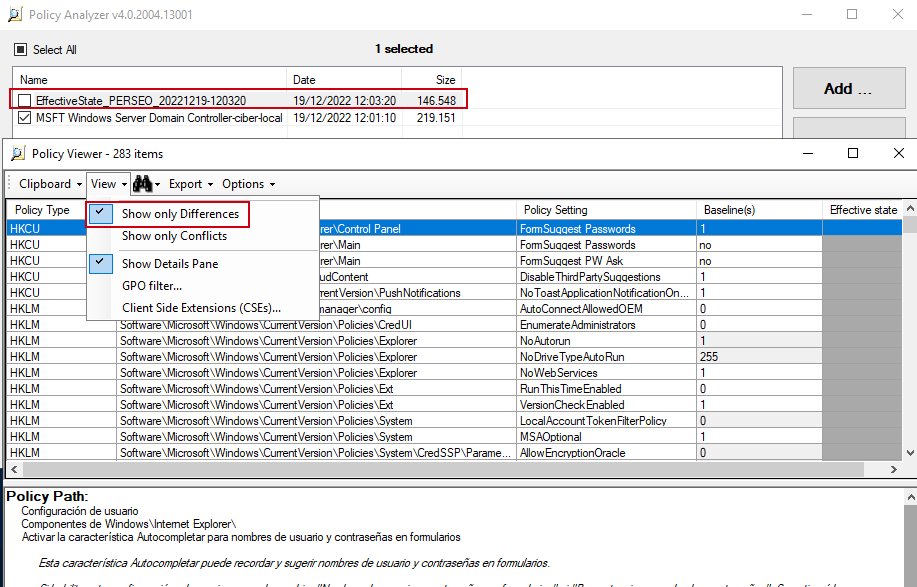 Policy Analyzer v4.0.2004.13001
Select All
1 selected
Name Date Size
EffectiveState_PERSEO_20221219-120320 19/12/2022 12:03:20 146.548
MSFT Windows Server Domain Controller-ciber-local 19/12/2022 12:01:10 219.151
Add ...
Policy Viewer - 283 items
Clipboard View Export Options
Show only Differences
Show only Conflicts
Show Details Pane
GPO filter...
Client Side Extensions (CSEs)...
Policy Type Policy Setting Baseline(s) Effective state
HKCU rer\Control Panel FormSuggest Passwords 1
HKCU rer\Main FormSuggest Passwords no
HKCU rer\Main FormSuggest PW Ask no
HKCU udContent DisableThirdPartySuggestions 1
HKCU rentVersion\PushNotifications NoToastApplicationNotificationOn... 1
HKLM manager\config AutoConnectAllowedOEM 0
HKLM Software\Microsoft\Windows\CurrentVersion\Policies\CredUI EnumerateAdministrators 0
HKLM Software\Microsoft\Windows\CurrentVersion\Policies\Explorer NoAutorun 1
HKLM Software\Microsoft\Windows\CurrentVersion\Policies\Explorer NoDriveTypeAutoRun 255
HKLM Software\Microsoft\Windows\CurrentVersion\Policies\Explorer NoWebServices 1
HKLM Software\Microsoft\Windows\CurrentVersion\Policies\Ext RunThisTimeEnabled 0
HKLM Software\Microsoft\Windows\CurrentVersion\Policies\Ext VersionCheckEnabled 1
HKLM Software\Microsoft\Windows\CurrentVersion\Policies\System LocalAccountTokenFilterPolicy 0
HKLM Software\Microsoft\Windows\CurrentVersion\Policies\System MSAOptional 1
HKLM Software\Microsoft\Windows\CurrentVersion\Policies\System\CredSSP\Parame... AllowEncryptionOracle 0
Policy Path:
Configuración de usuario
Componentes de Windows\Internet Explorer\
Activar la característica Autocompletar para nombres de usuario y contraseñas en formularios
Esta característica Autocompletar puede recordar y sugerir nombres de usuario y contraseñas en formularios.